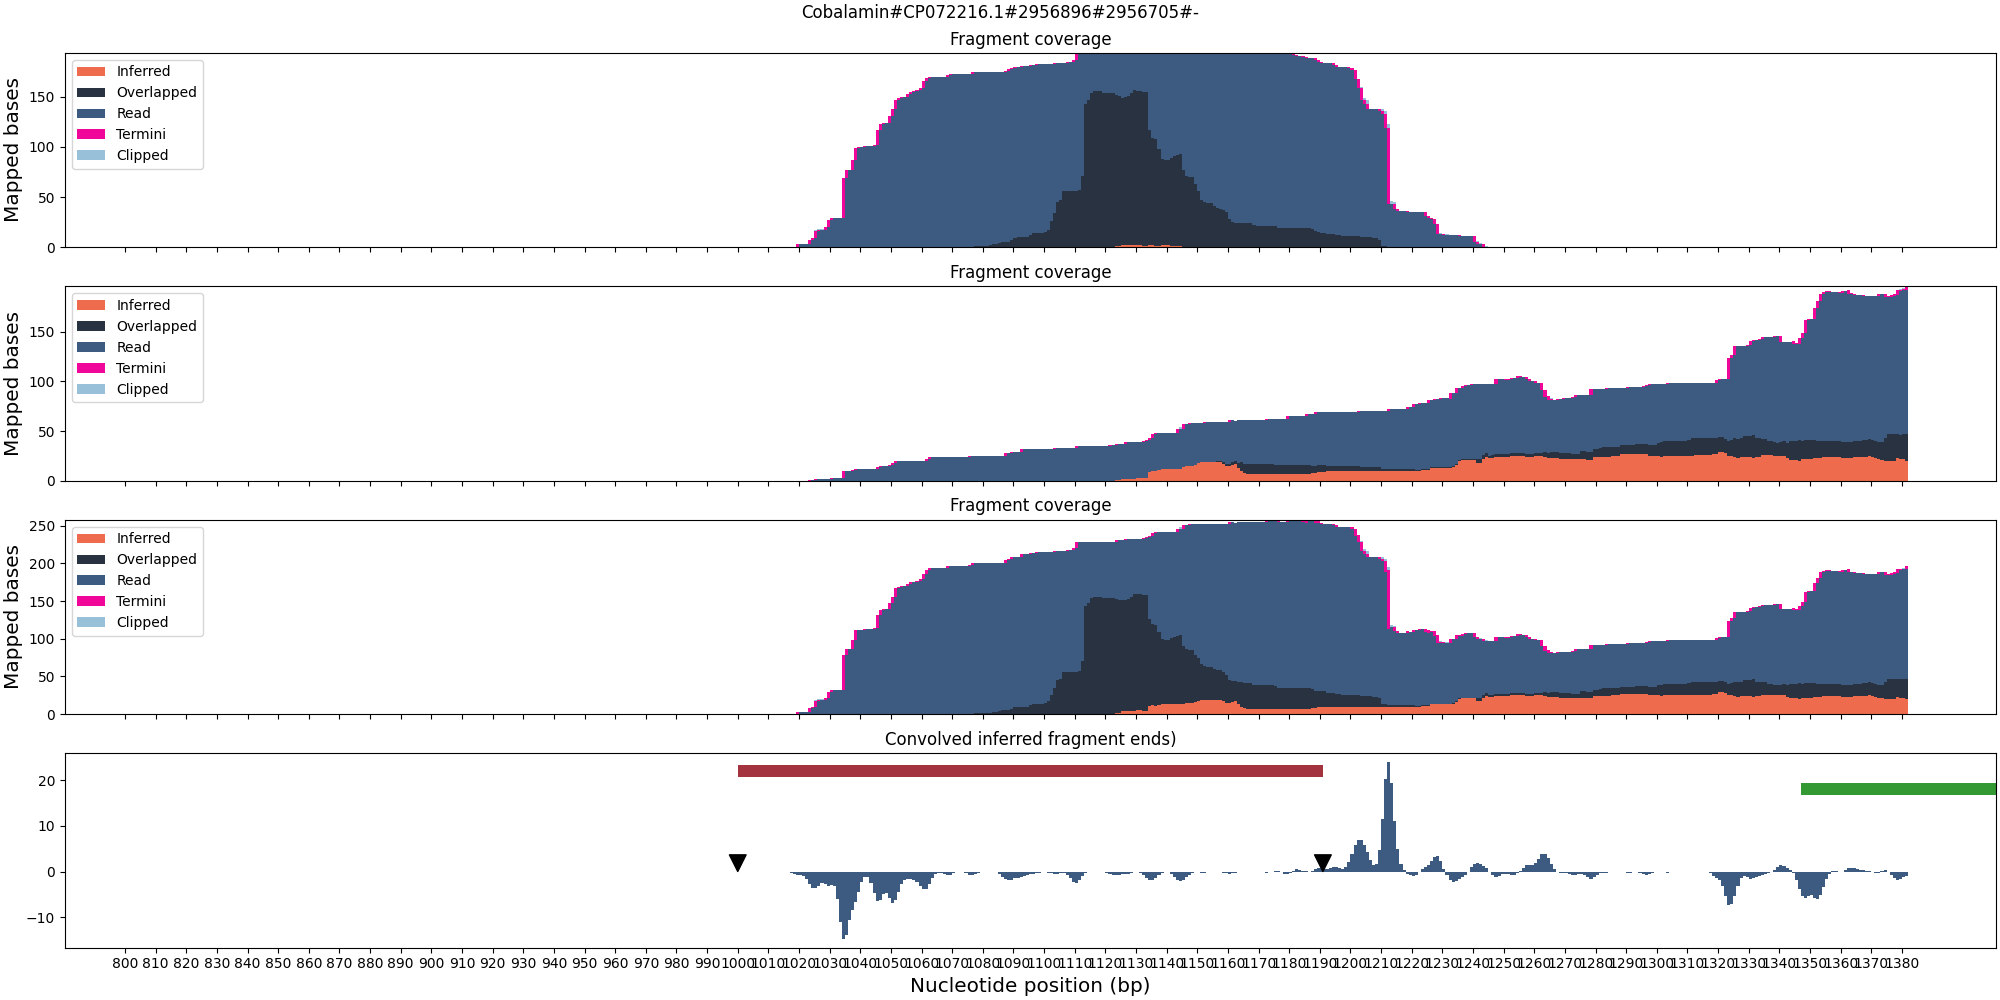 Cobalamin#CP072216.1#2956896#2956705#-
Fragment coverage
Mapped bases
150
100
50
0
Inferred
Overlapped
Read
Termini
Clipped
Fragment coverage
Mapped bases
150
100
50
0
Inferred
Overlapped
Read
Termini
Clipped
Fragment coverage
Mapped bases
250
200
150
100
50
0
Inferred
Overlapped
Read
Termini
Clipped
Convolved inferred fragment ends)
20
10
0
−10
800 810 820 830 840 850 860 870 880 890 900 910 920 930 940 950 960 970 980 990 1000 1010 1020 1030 1040 1050 1060 1070 1080 1090 1100 1110 1120 1130 1140 1150 1160 1170 1180 1190 1200 1210 1220 1230 1240 1250 1260 1270 1280 1290 1300 1310 1320 1330 1340 1350 1360 1370 1380
Nucleotide position (bp)